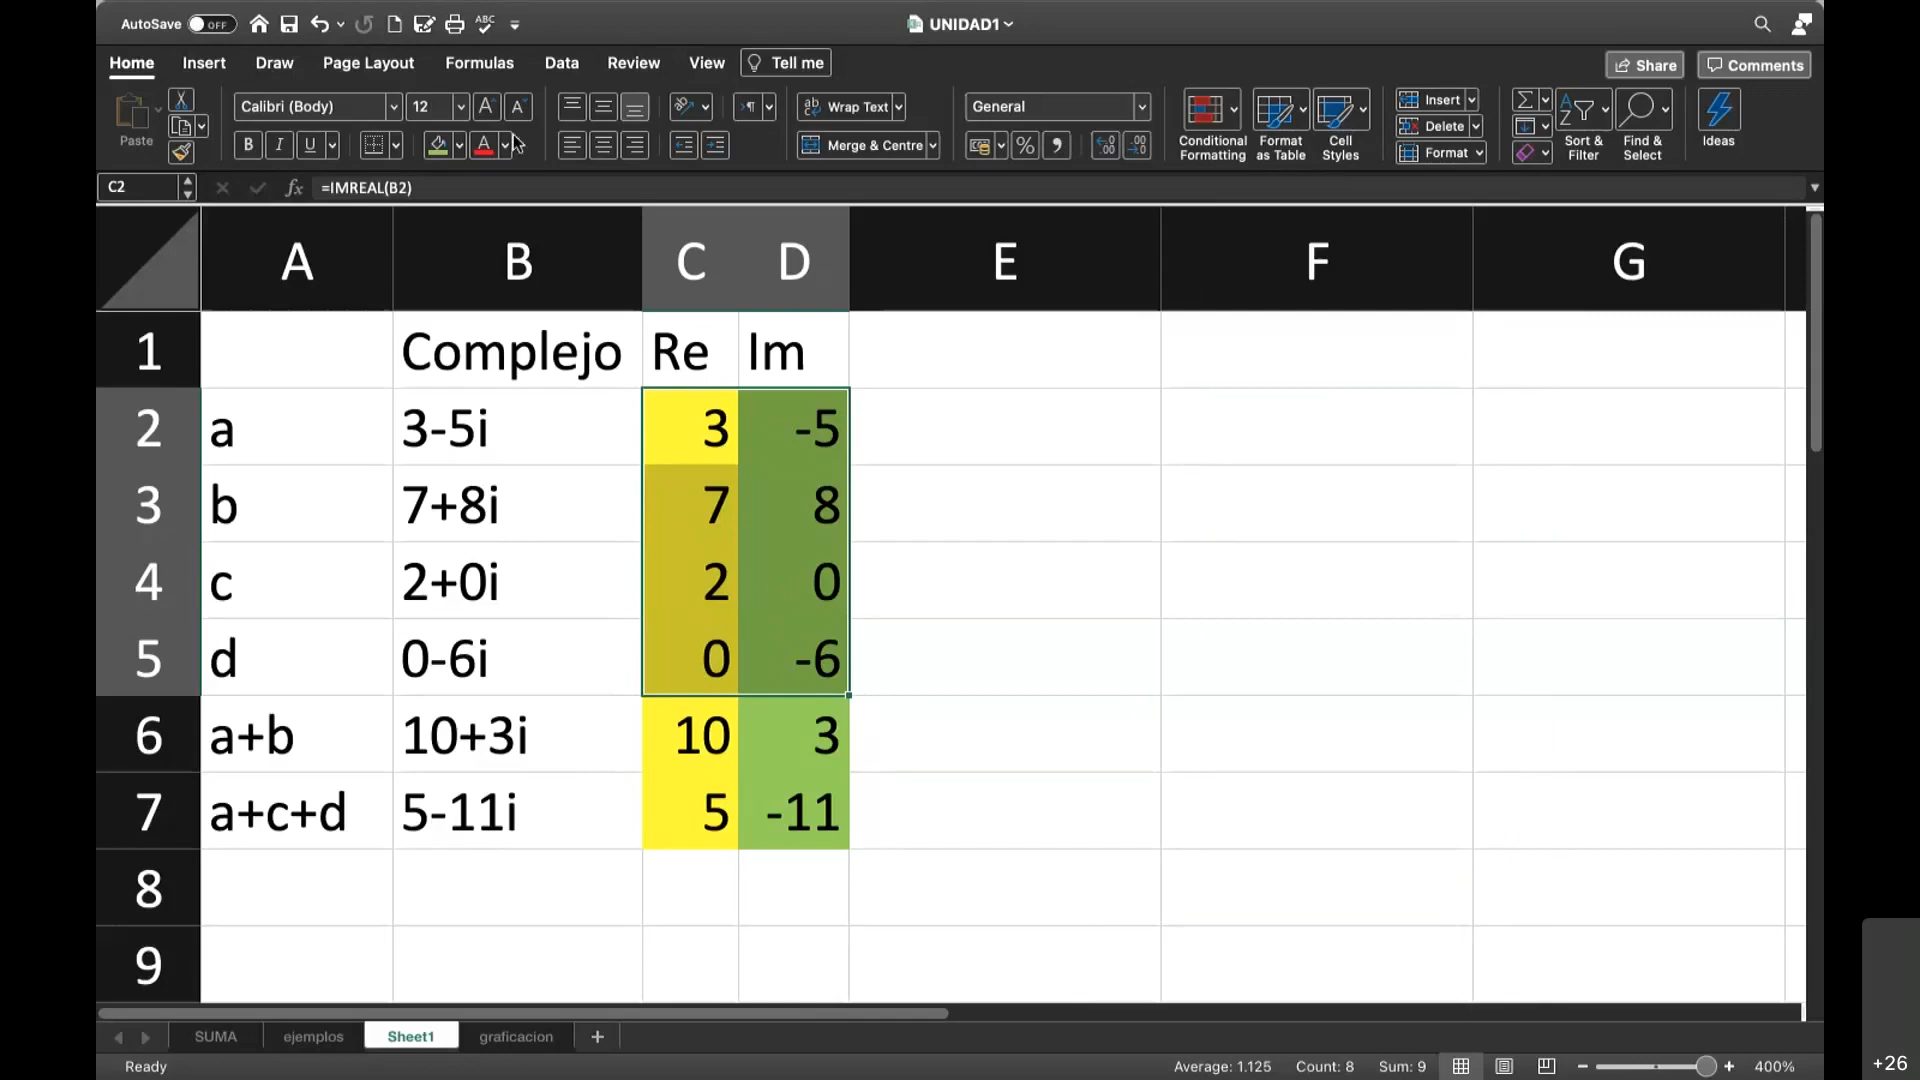 AutoSave OFF ABC UNIDAD1
Home Insert Draw Page Layout Formulas Data Review View Tell me Share Comments
Paste Calibri (Body) 12 A A ab Wrap Text General Conditional Formatting Format as Table Cell Styles Insert Sort & Filter Find & Select Ideas
B I U A Merge & Centre % Delete
Format
C2 fx =IMREAL(B2)
A B C D E F G
1 Complejo Re Im
2 a 3-5i 3 -5
3 b 7+8i 7 8
4 c 2+0i 2 0
5 d 0-6i 0 -6
6 a+b 10+3i 10 3
7 a+c+d 5-11i 5 -11
8
9
SUMA ejemplos Sheet1 graficacion +
Ready Average: 1.125 Count: 8 Sum: 9 − + 400%
+26